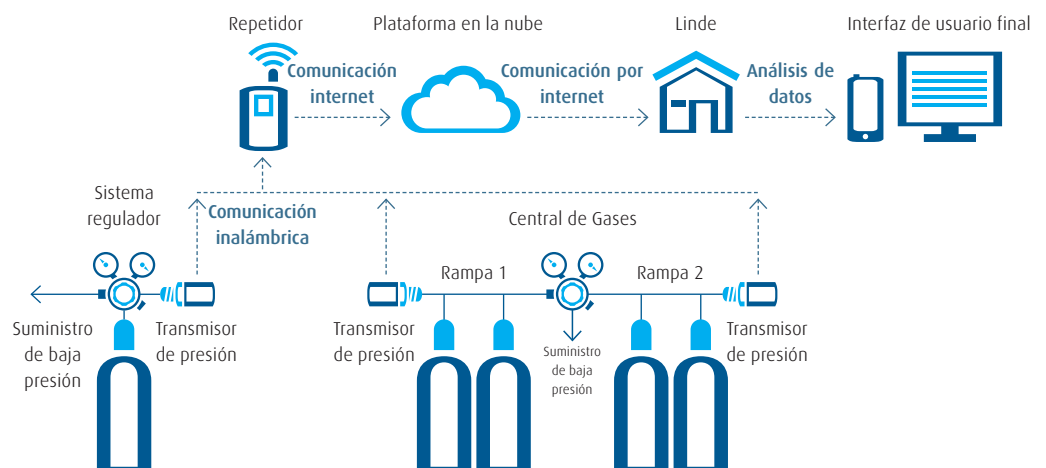 Repetidor
Plataforma en la nube
Linde
Interfaz de usuario final
Comunicación
internet
Comunicación por
internet
Análisis de
datos
Sistema
regulador
Comunicación
inalámbrica
Central de Gases
Rampa 1
Rampa 2
Suministro
de baja
presión
Transmisor
de presión
Transmisor
de presión
Suministro
de baja
presión
Transmisor
de presión